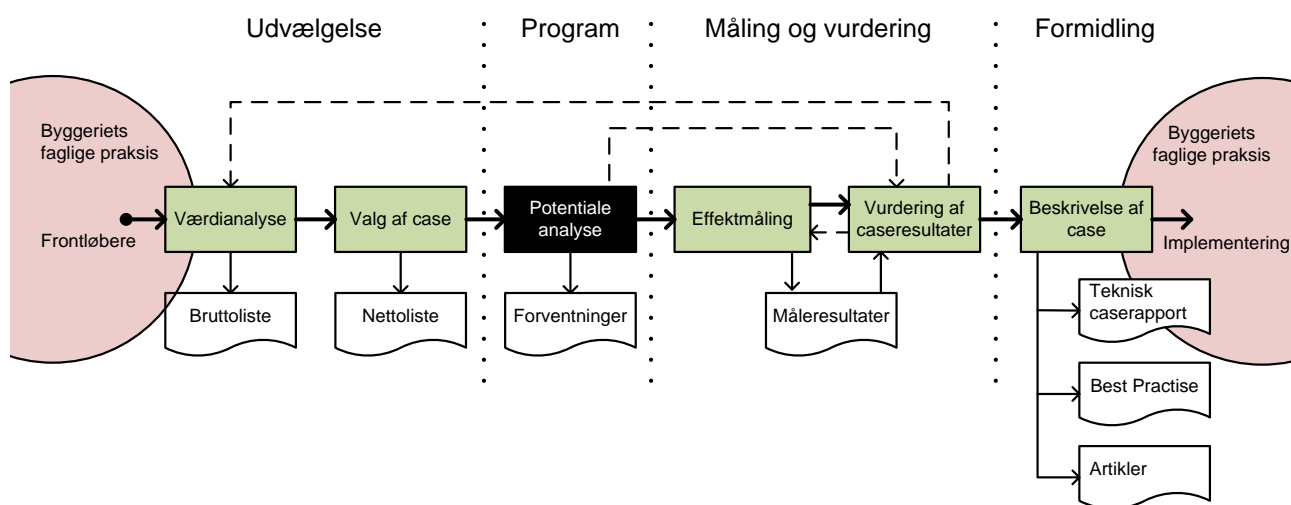 Udvælgelse
Program
Måling og vurdering
Formidling
Byggeriets
faglige praksis
Frontløbere
Værdianalyse
Valg af case
Potentiale
analyse
Effektmåling
Vurdering af
caseresultater
Beskrivelse af
case
Byggeriets
faglige praksis
Implementering
Bruttoliste
Nettoliste
Forventninger
Måleresultater
Teknisk
caserapport
Best Practise
Artikler